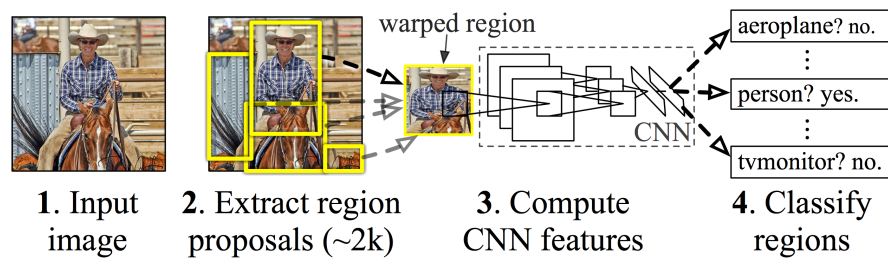 warped region
aeroplane? no.
⋮
person? yes.
CNN
⋮
tvmonitor? no.
1. Input
image
2. Extract region
proposals (~2k)
3. Compute
CNN features
4. Classify
regions